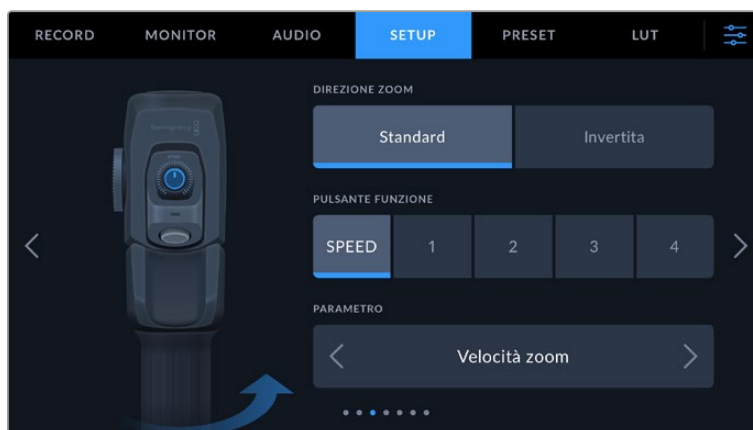 RECORD MONITOR AUDIO SETUP PRESET LUT
DIREZIONE ZOOM
Standard Invertita
PULSANTE FUNZIONE
SPEED 1 2 3 4
PARAMETRO
Velocità zoom